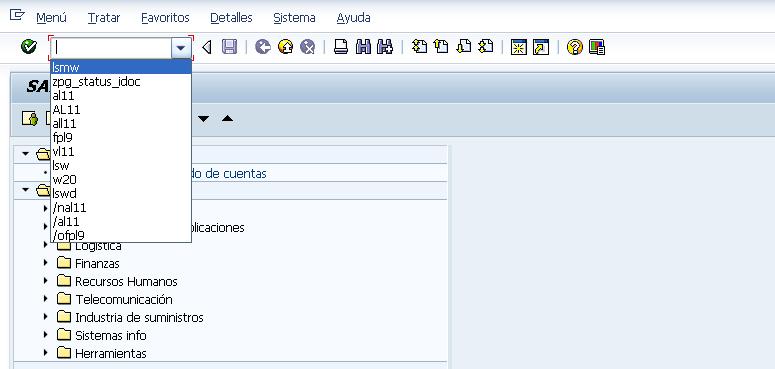 Menú Tratar Favoritos Detalles Sistema Ayuda
lsmw
zpg_status_idoc
al11
AL11
all11
fpl9
vl11
lsw
w20
lswd
/nal11
/al11
/ofpl9
SA
do de cuentas
licaciones
Logística
Finanzas
Recursos Humanos
Telecomunicación
Industria de suministros
Sistemas info
Herramientas